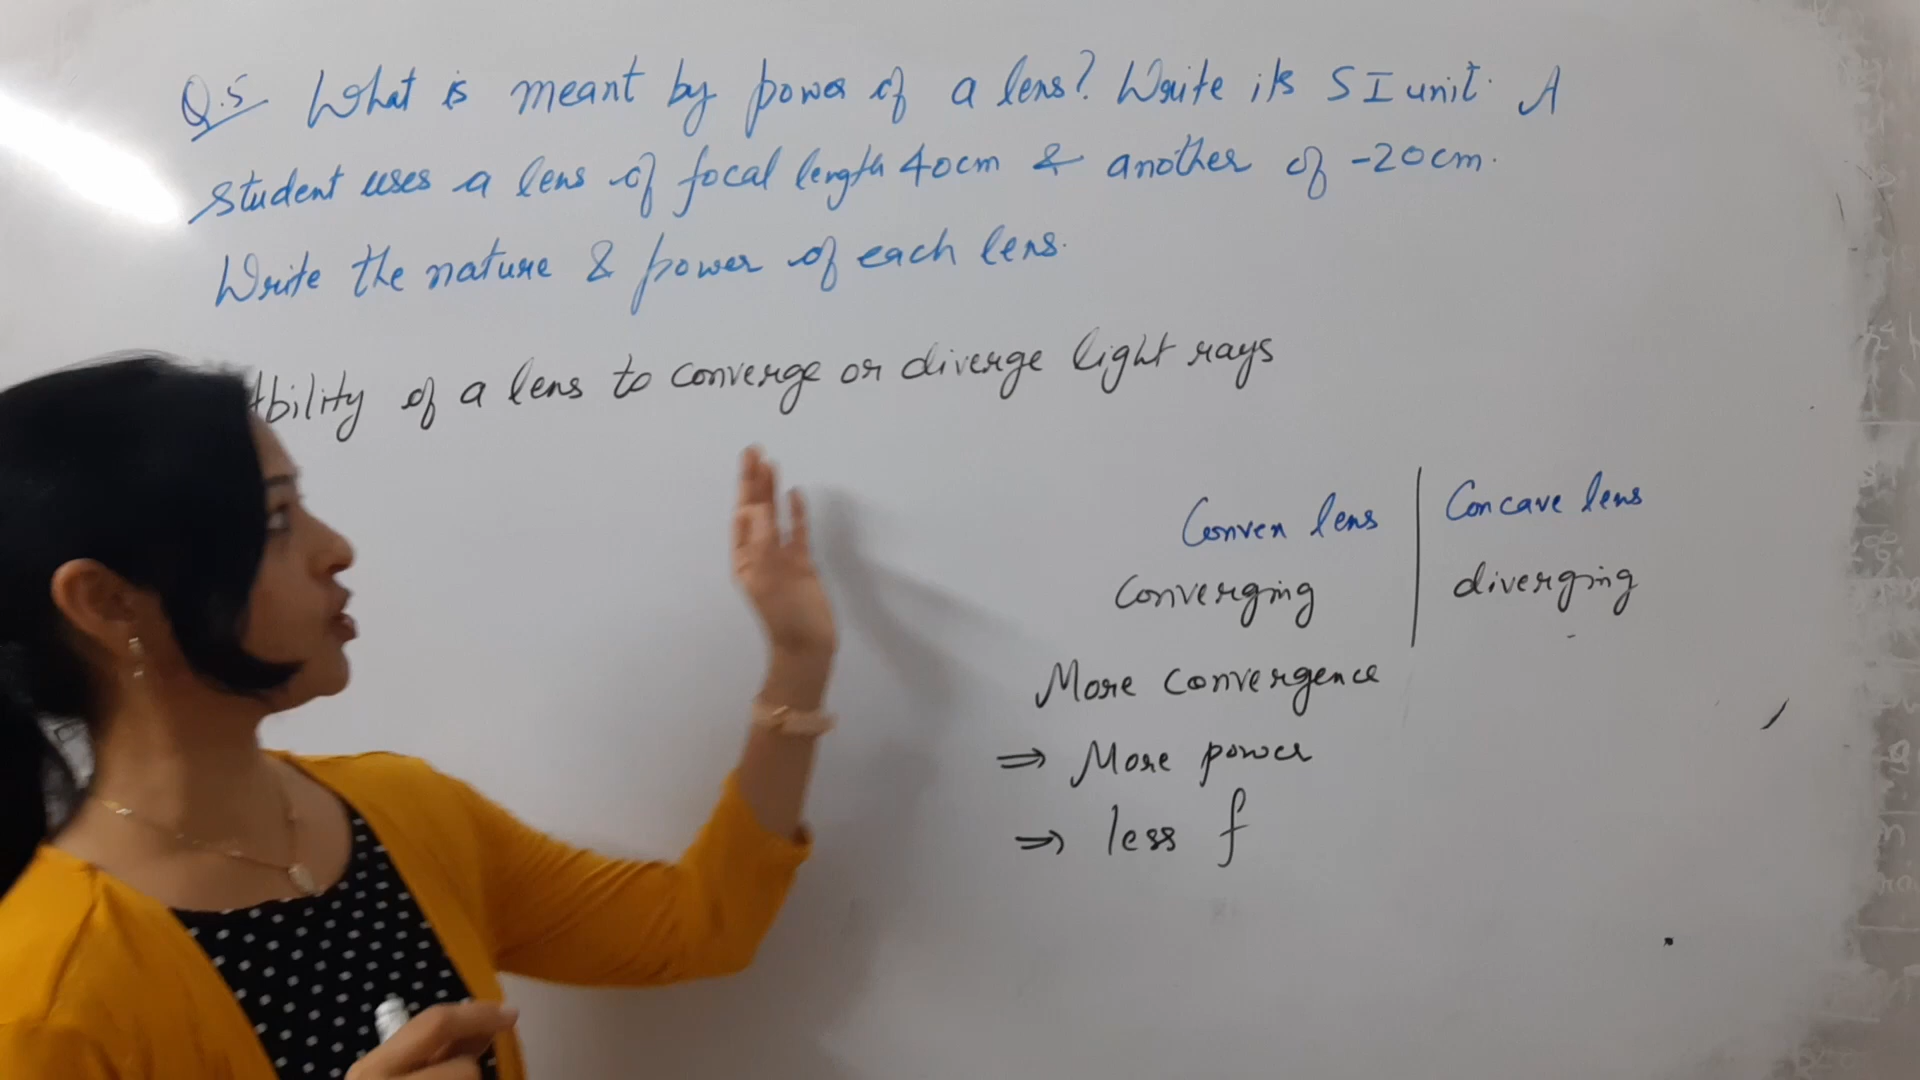 Q.5 What is meant by power of a lens? Write its SI unit. A
student uses a lens of focal length 40cm & another of -20cm.
Write the nature & power of each lens.
Ability of a lens to converge or diverge light rays
Convex lens | Concave lens
Converging | diverging
More convergence
⇒ More power
⇒ less f